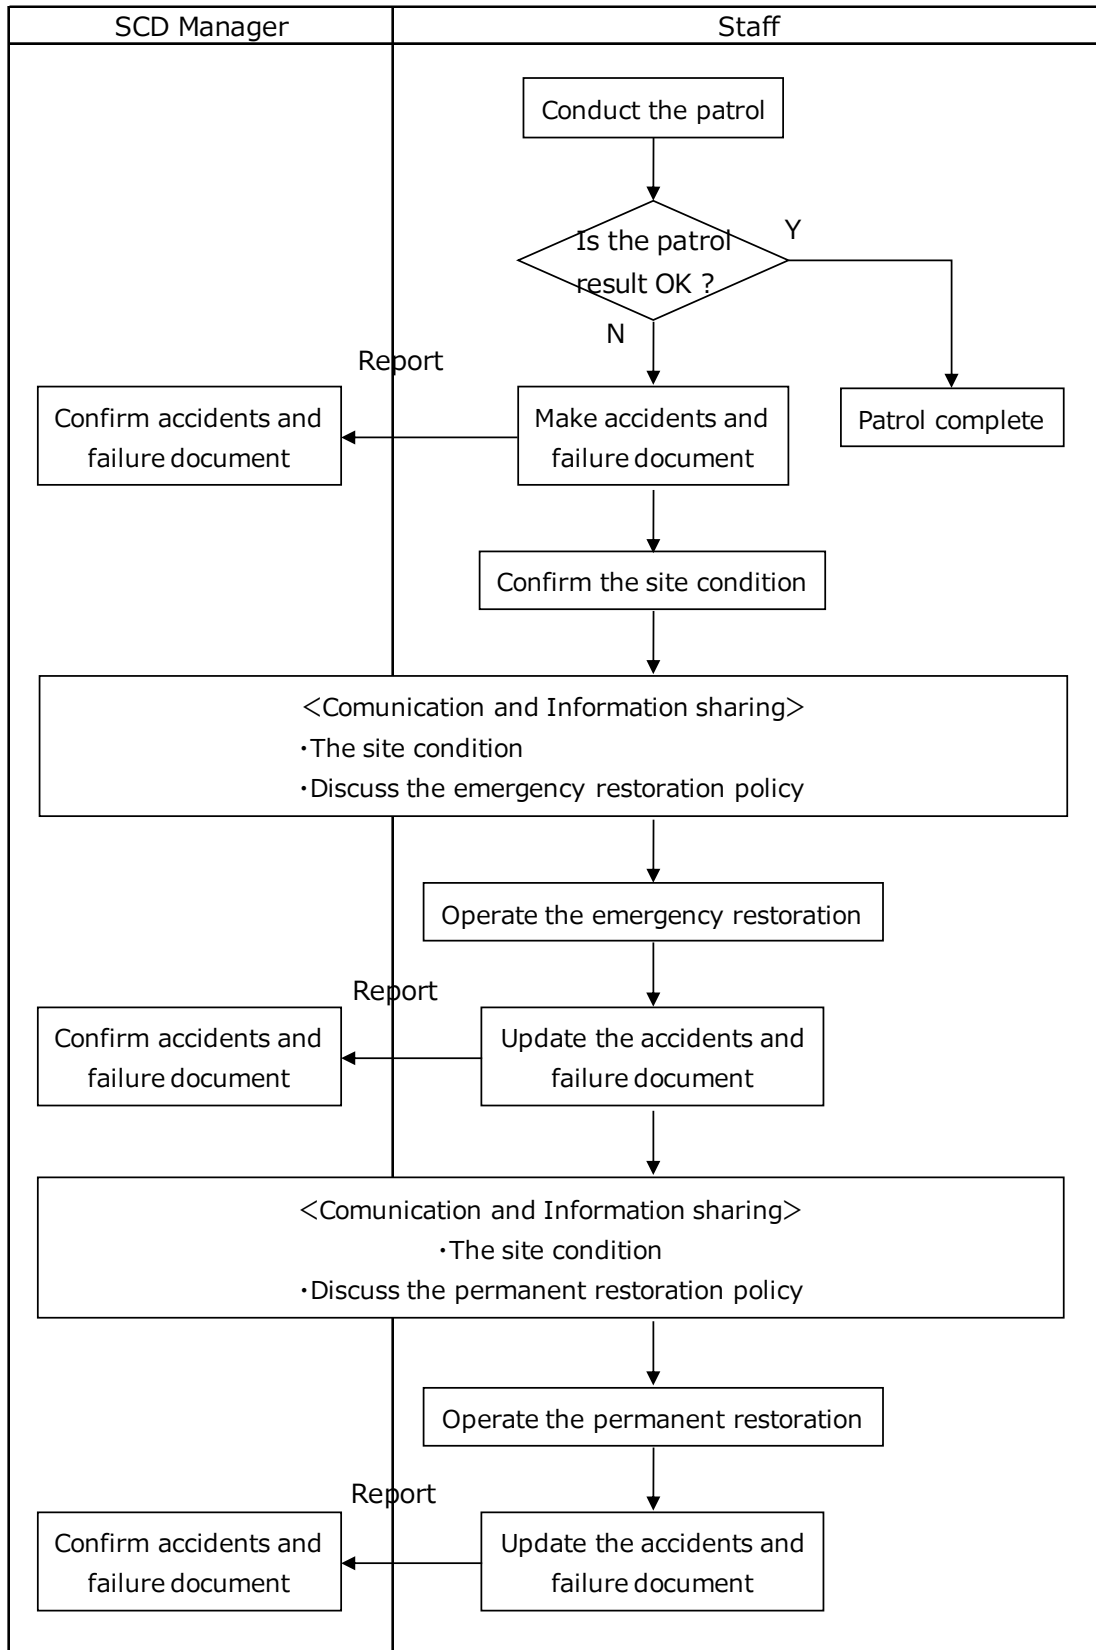 SCD Manager
Staff
Conduct the patrol
Is the patrol
result OK ?
Y
N
Report
Confirm accidents and
failure document
Make accidents and
failure document
Patrol complete
Confirm the site condition
<Comunication and Information sharing>
・The site condition
・Discuss the emergency restoration policy
Operate the emergency restoration
Report
Confirm accidents and
failure document
Update the accidents and
failure document
<Comunication and Information sharing>
・The site condition
・Discuss the permanent restoration policy
Operate the permanent restoration
Report
Confirm accidents and
failure document
Update the accidents and
failure document